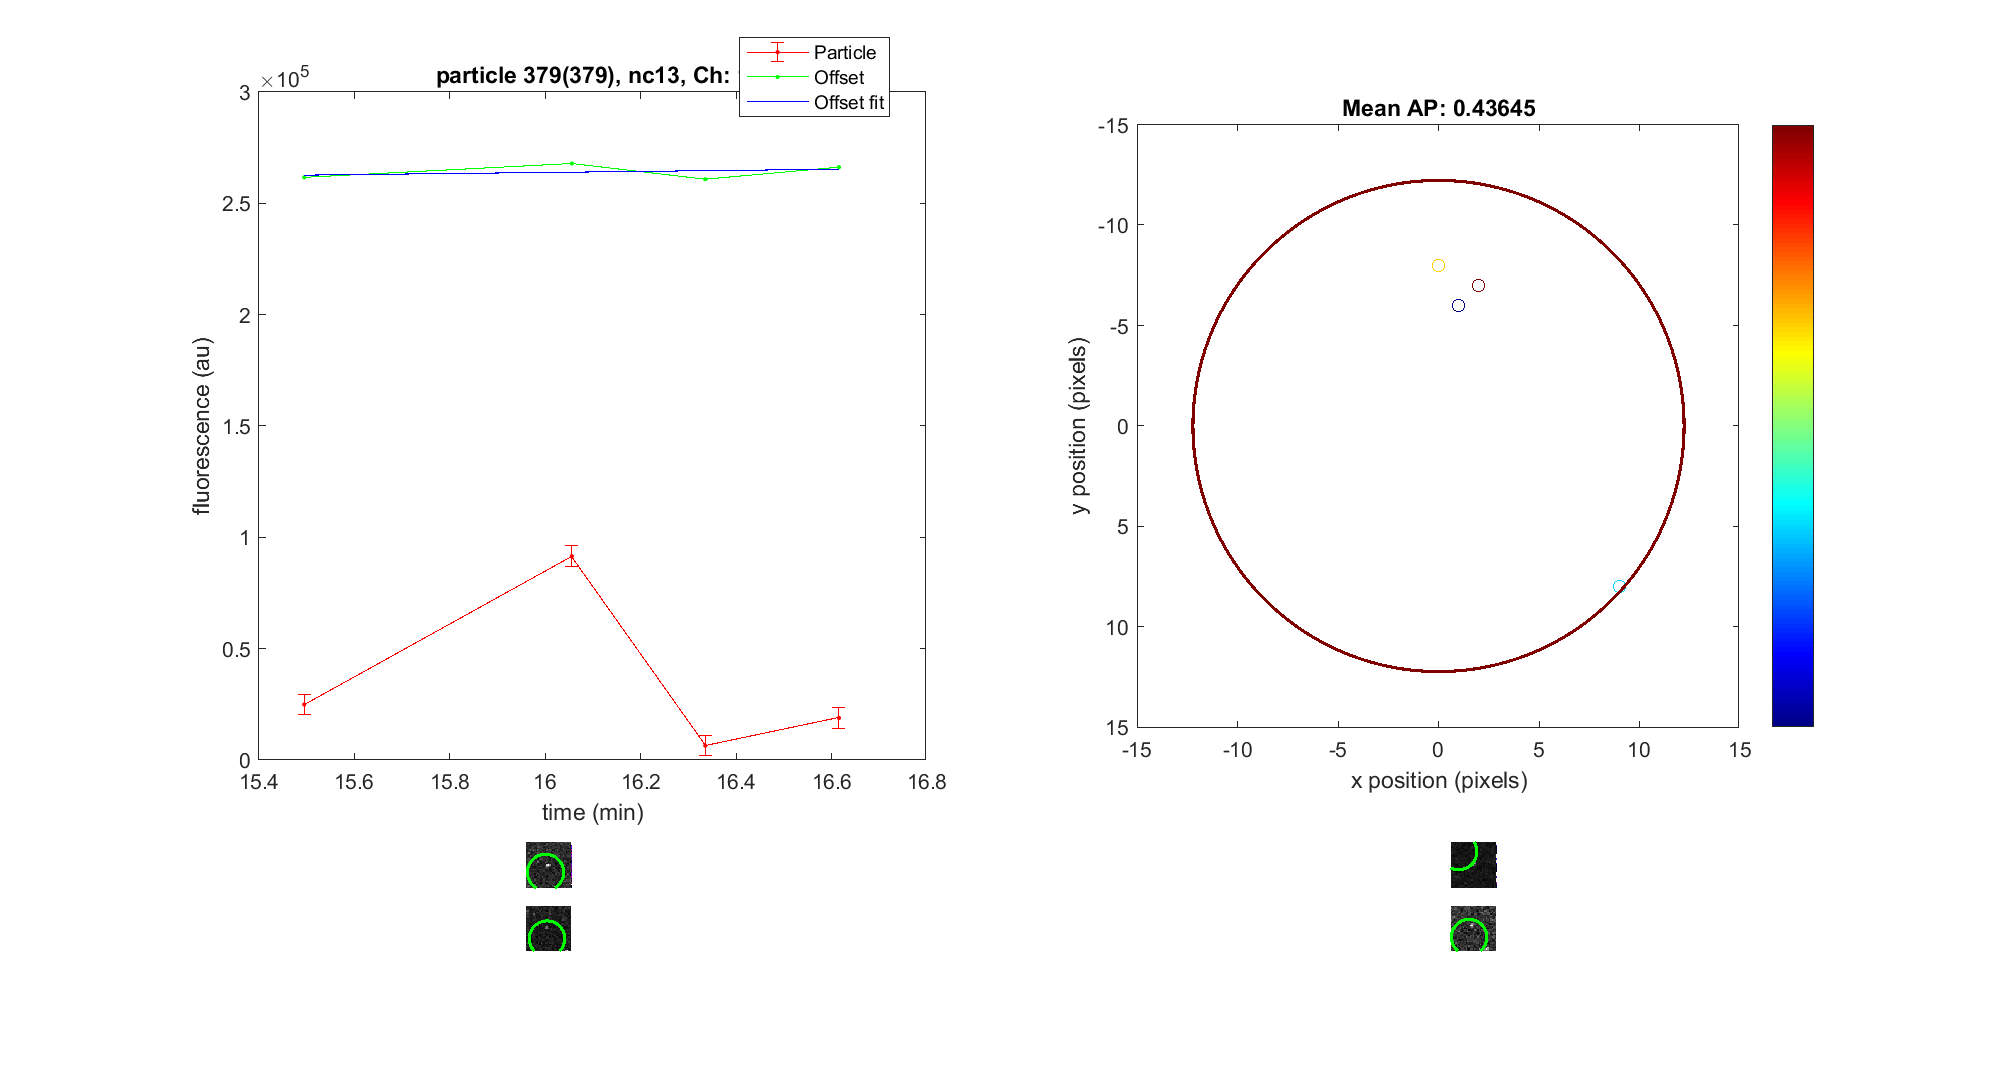 particle 379(379), nc13, Ch:
Particle
Offset
Offset fit
×10^5
3
2.5
2
1.5
1
0.5
0
fluorescence (au)
15.4 15.6 15.8 16 16.2 16.4 16.6 16.8
time (min)
Mean AP: 0.43645
-15
-10
-5
0
5
10
15
y position (pixels)
-15 -10 -5 0 5 10 15
x position (pixels)